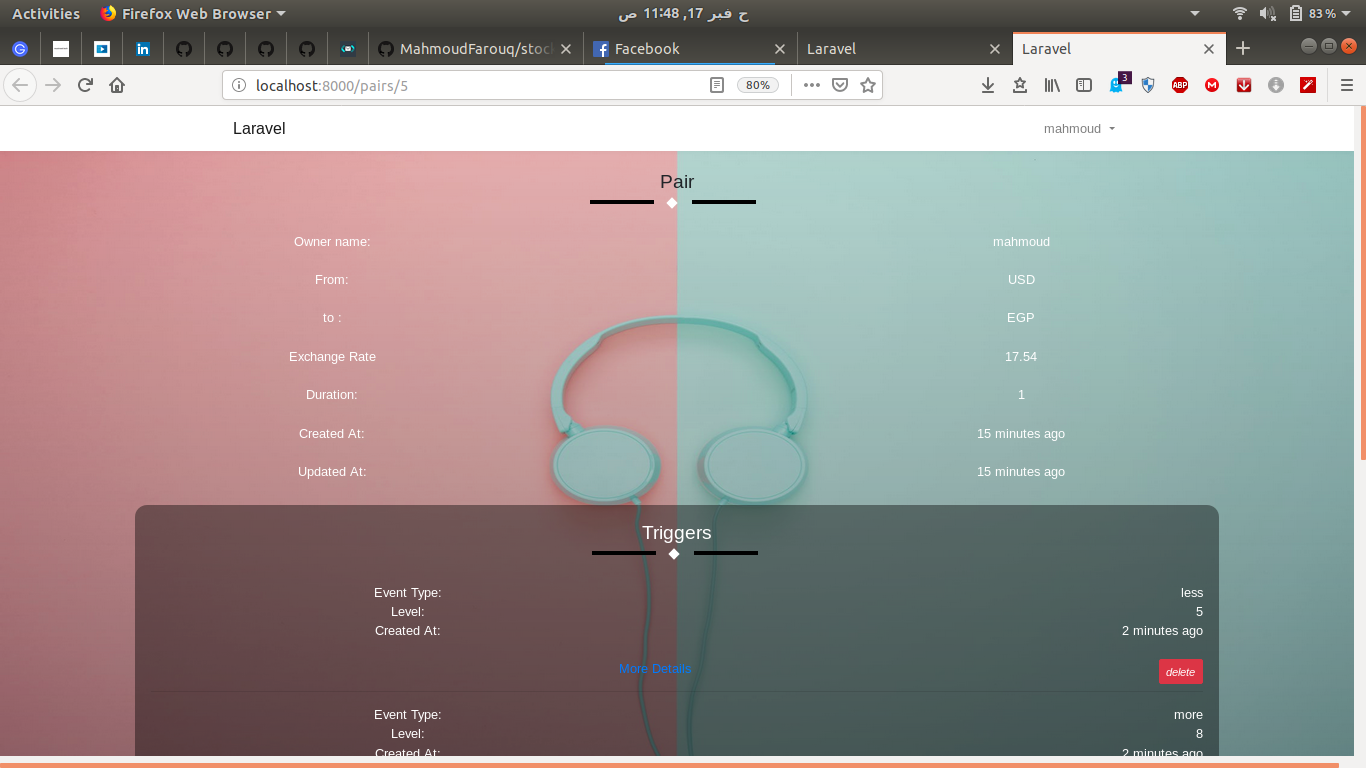 Activities Firefox Web Browser ح فبر 17, 11:48 ص 83 %
MahmoudFarouq/stoc Facebook Laravel Laravel
localhost:8000/pairs/5 80% 3 ABP
Laravel mahmoud
Pair
Owner name: mahmoud
From: USD
to : EGP
Exchange Rate 17.54
Duration: 1
Created At: 15 minutes ago
Updated At: 15 minutes ago
Triggers
Event Type: less
Level: 5
Created At: 2 minutes ago
More Details delete
Event Type: more
Level: 8
Created At: 2 minutes ago